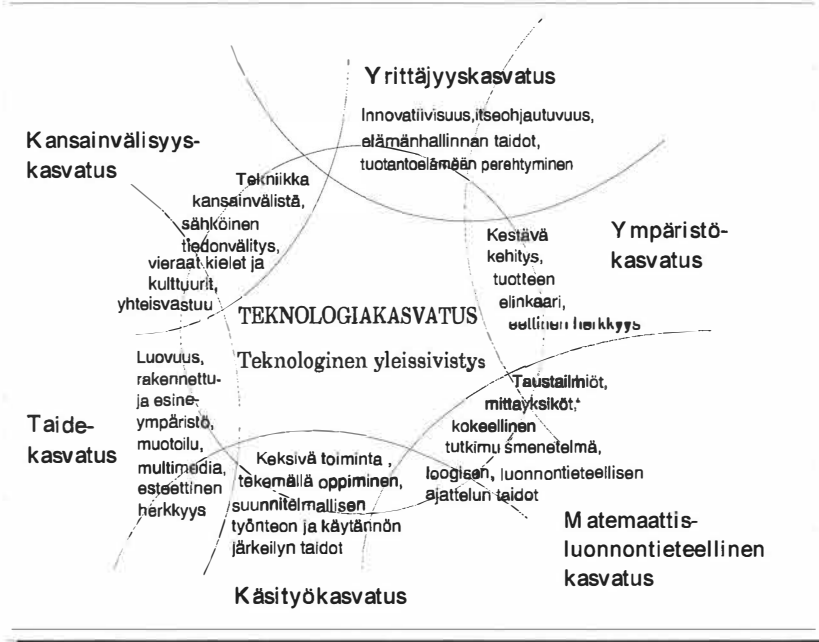 Yrittäjyyskasvatus
Innovatiivisuus,itseohjautuvuus,
elämänhallinnan taidot,
tuotantoelämään perehtyminen
Kansainvälisyys-
kasvatus
Tekniikka
kansainvälistä,
sähköinen
tiedonvälitys,
vieraat kielet ja
kulttuurit,
yhteisvastuu
Ympäristö-
kasvatus
Kestävä
kehitys,
tuotteen
elinkaari,
eettinen herkkyys
TEKNOLOGIAKASVATUS
Teknologinen yleissivistys
Taide-
kasvatus
Luovuus,
rakennettu-
ja esine-
ympäristö,
muotoilu,
multimedia,
esteettinen
herkkyys
Keksivä toiminta ,
tekemällä oppiminen,
suunnitelmallisen
työnteon ja käytännön
järkeilyn taidot
Käsityökasvatus
Taustailmiöt,
mittayksiköt,
kokeellinen
tutkimusmenetelmä,
loogisen, luonnontieteellisen
ajattelun taidot
Matemaattis-
luonnontieteellinen
kasvatus